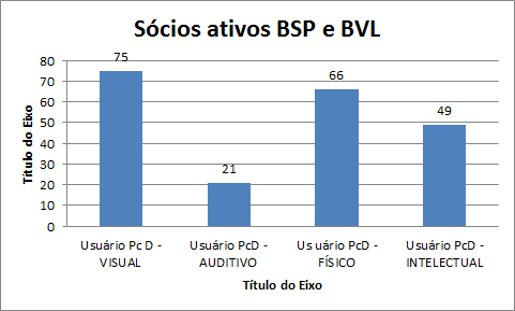 Sócios ativos BSP e BVL
80
70
60
50
40
30
20
10
0
Título do Eixo
75
21
66
49
Usuário Pc D -
VISUAL
Usuário PcD -
AUDITIVO
Us uário PcD -
FÍSICO
Usuário PcD -
INTELECTUAL
Título do Eixo